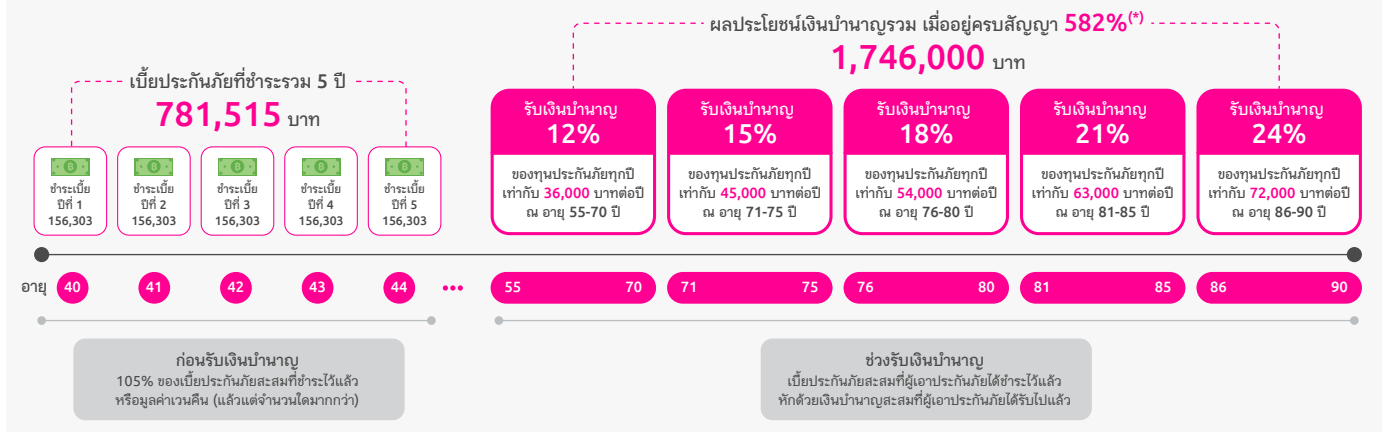 ผลประโยชน์เงินบำนาญรวม เมื่ออยู่ครบสัญญา 582%(*)
1,746,000 บาท
เบี้ยประกันภัยที่ชำระรวม 5 ปี
781,515 บาท
ชำระเบี้ย
ปีที่ 1
156,303
ชำระเบี้ย
ปีที่ 2
156,303
ชำระเบี้ย
ปีที่ 3
156,303
ชำระเบี้ย
ปีที่ 4
156,303
ชำระเบี้ย
ปีที่ 5
156,303
รับเงินบำนาญ
12%
ของทุนประกันภัยทุกปี
เท่ากับ 36,000 บาทต่อปี
ณ อายุ 55-70 ปี
รับเงินบำนาญ
15%
ของทุนประกันภัยทุกปี
เท่ากับ 45,000 บาทต่อปี
ณ อายุ 71-75 ปี
รับเงินบำนาญ
18%
ของทุนประกันภัยทุกปี
เท่ากับ 54,000 บาทต่อปี
ณ อายุ 76-80 ปี
รับเงินบำนาญ
21%
ของทุนประกันภัยทุกปี
เท่ากับ 63,000 บาทต่อปี
ณ อายุ 81-85 ปี
รับเงินบำนาญ
24%
ของทุนประกันภัยทุกปี
เท่ากับ 72,000 บาทต่อปี
ณ อายุ 86-90 ปี
อายุ 40 41 42 43 44 ••• 55 70 71 75 76 80 81 85 86 90
ก่อนรับเงินบำนาญ
105% ของเบี้ยประกันภัยสะสมที่ชำระไว้แล้ว
หรือมูลค่าเวนคืน (แล้วแต่จำนวนใดมากกว่า)
ช่วงรับเงินบำนาญ
เบี้ยประกันภัยสะสมที่ผู้เอาประกันภัยได้ชำระไว้แล้ว
หักด้วยเงินบำนาญสะสมที่ผู้เอาประกันภัยได้รับไปแล้ว